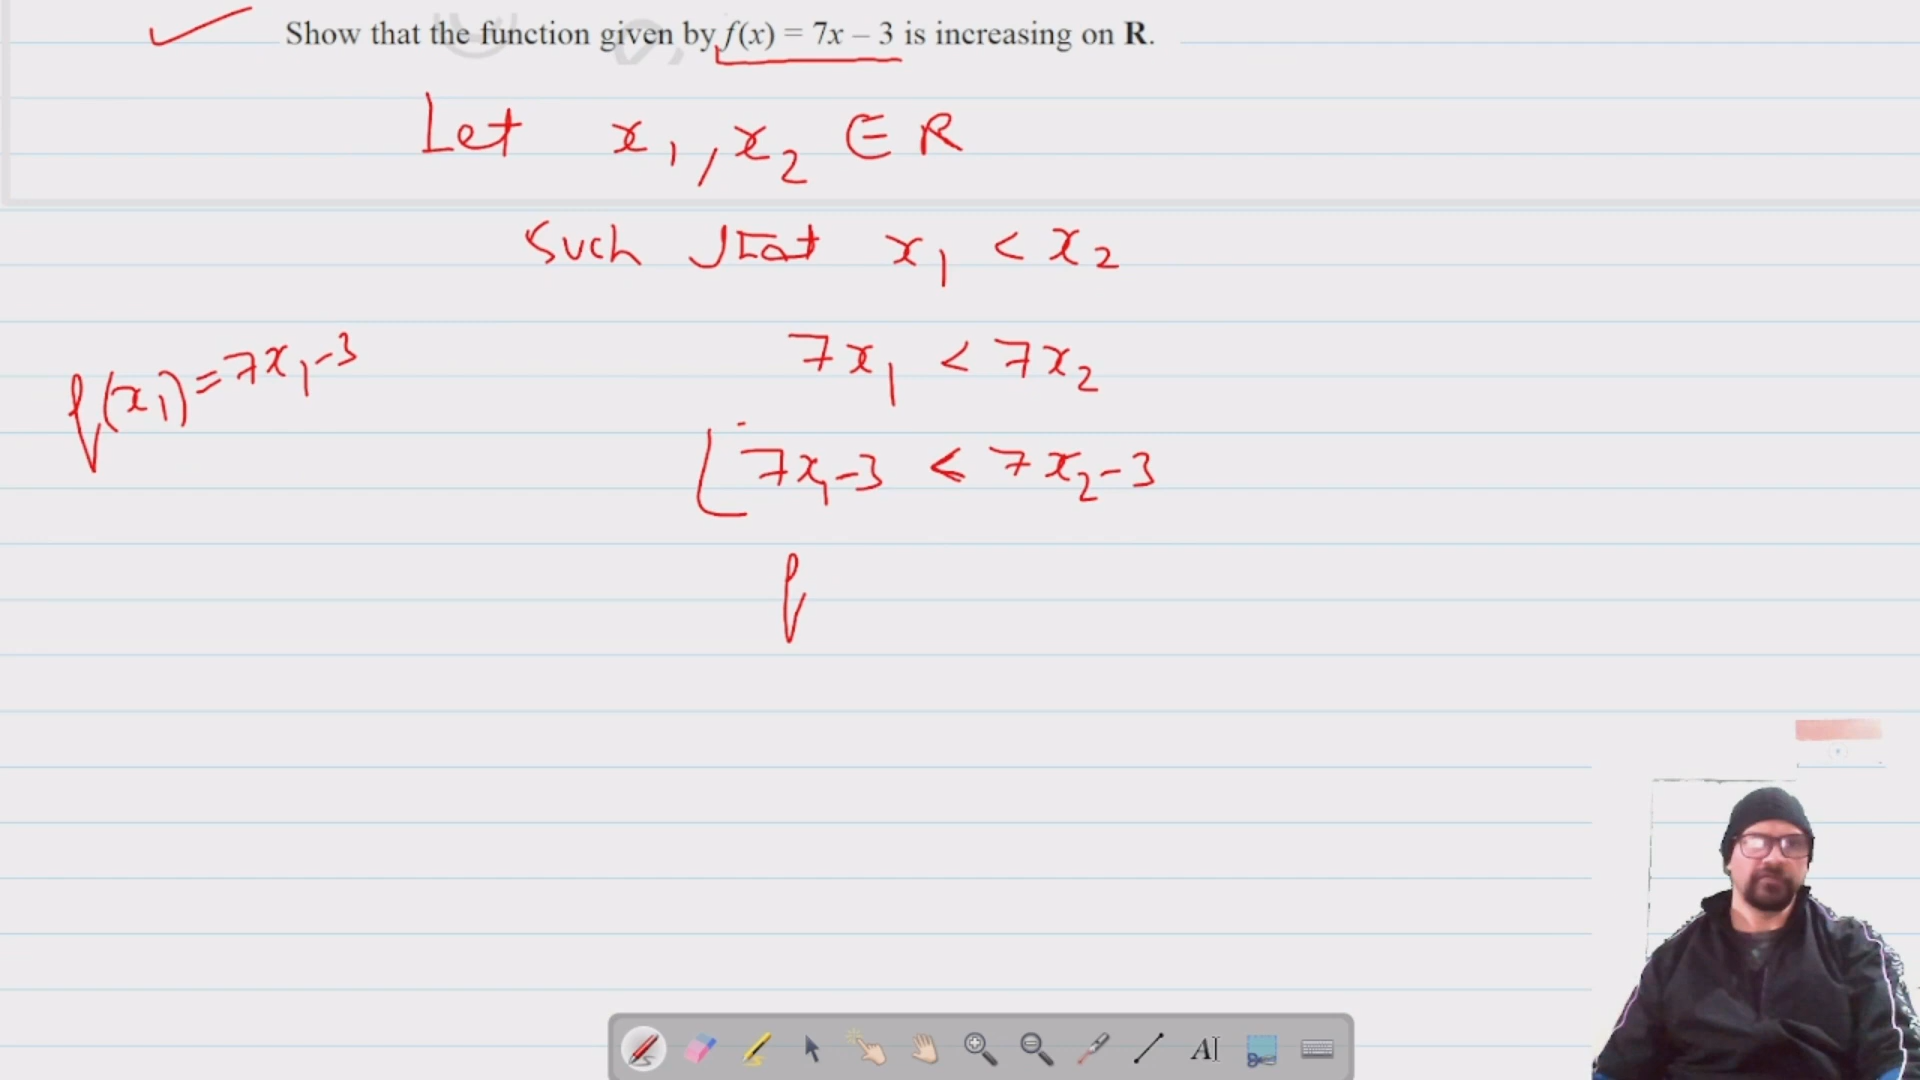 Show that the function given by f(x) = 7x – 3 is increasing on R.
Let x₁, x₂ ∈ R
Such that x₁ < x₂
7x₁ < 7x₂
f(x₁) = 7x₁-3
7x₁-3 < 7x₂-3
f
AI